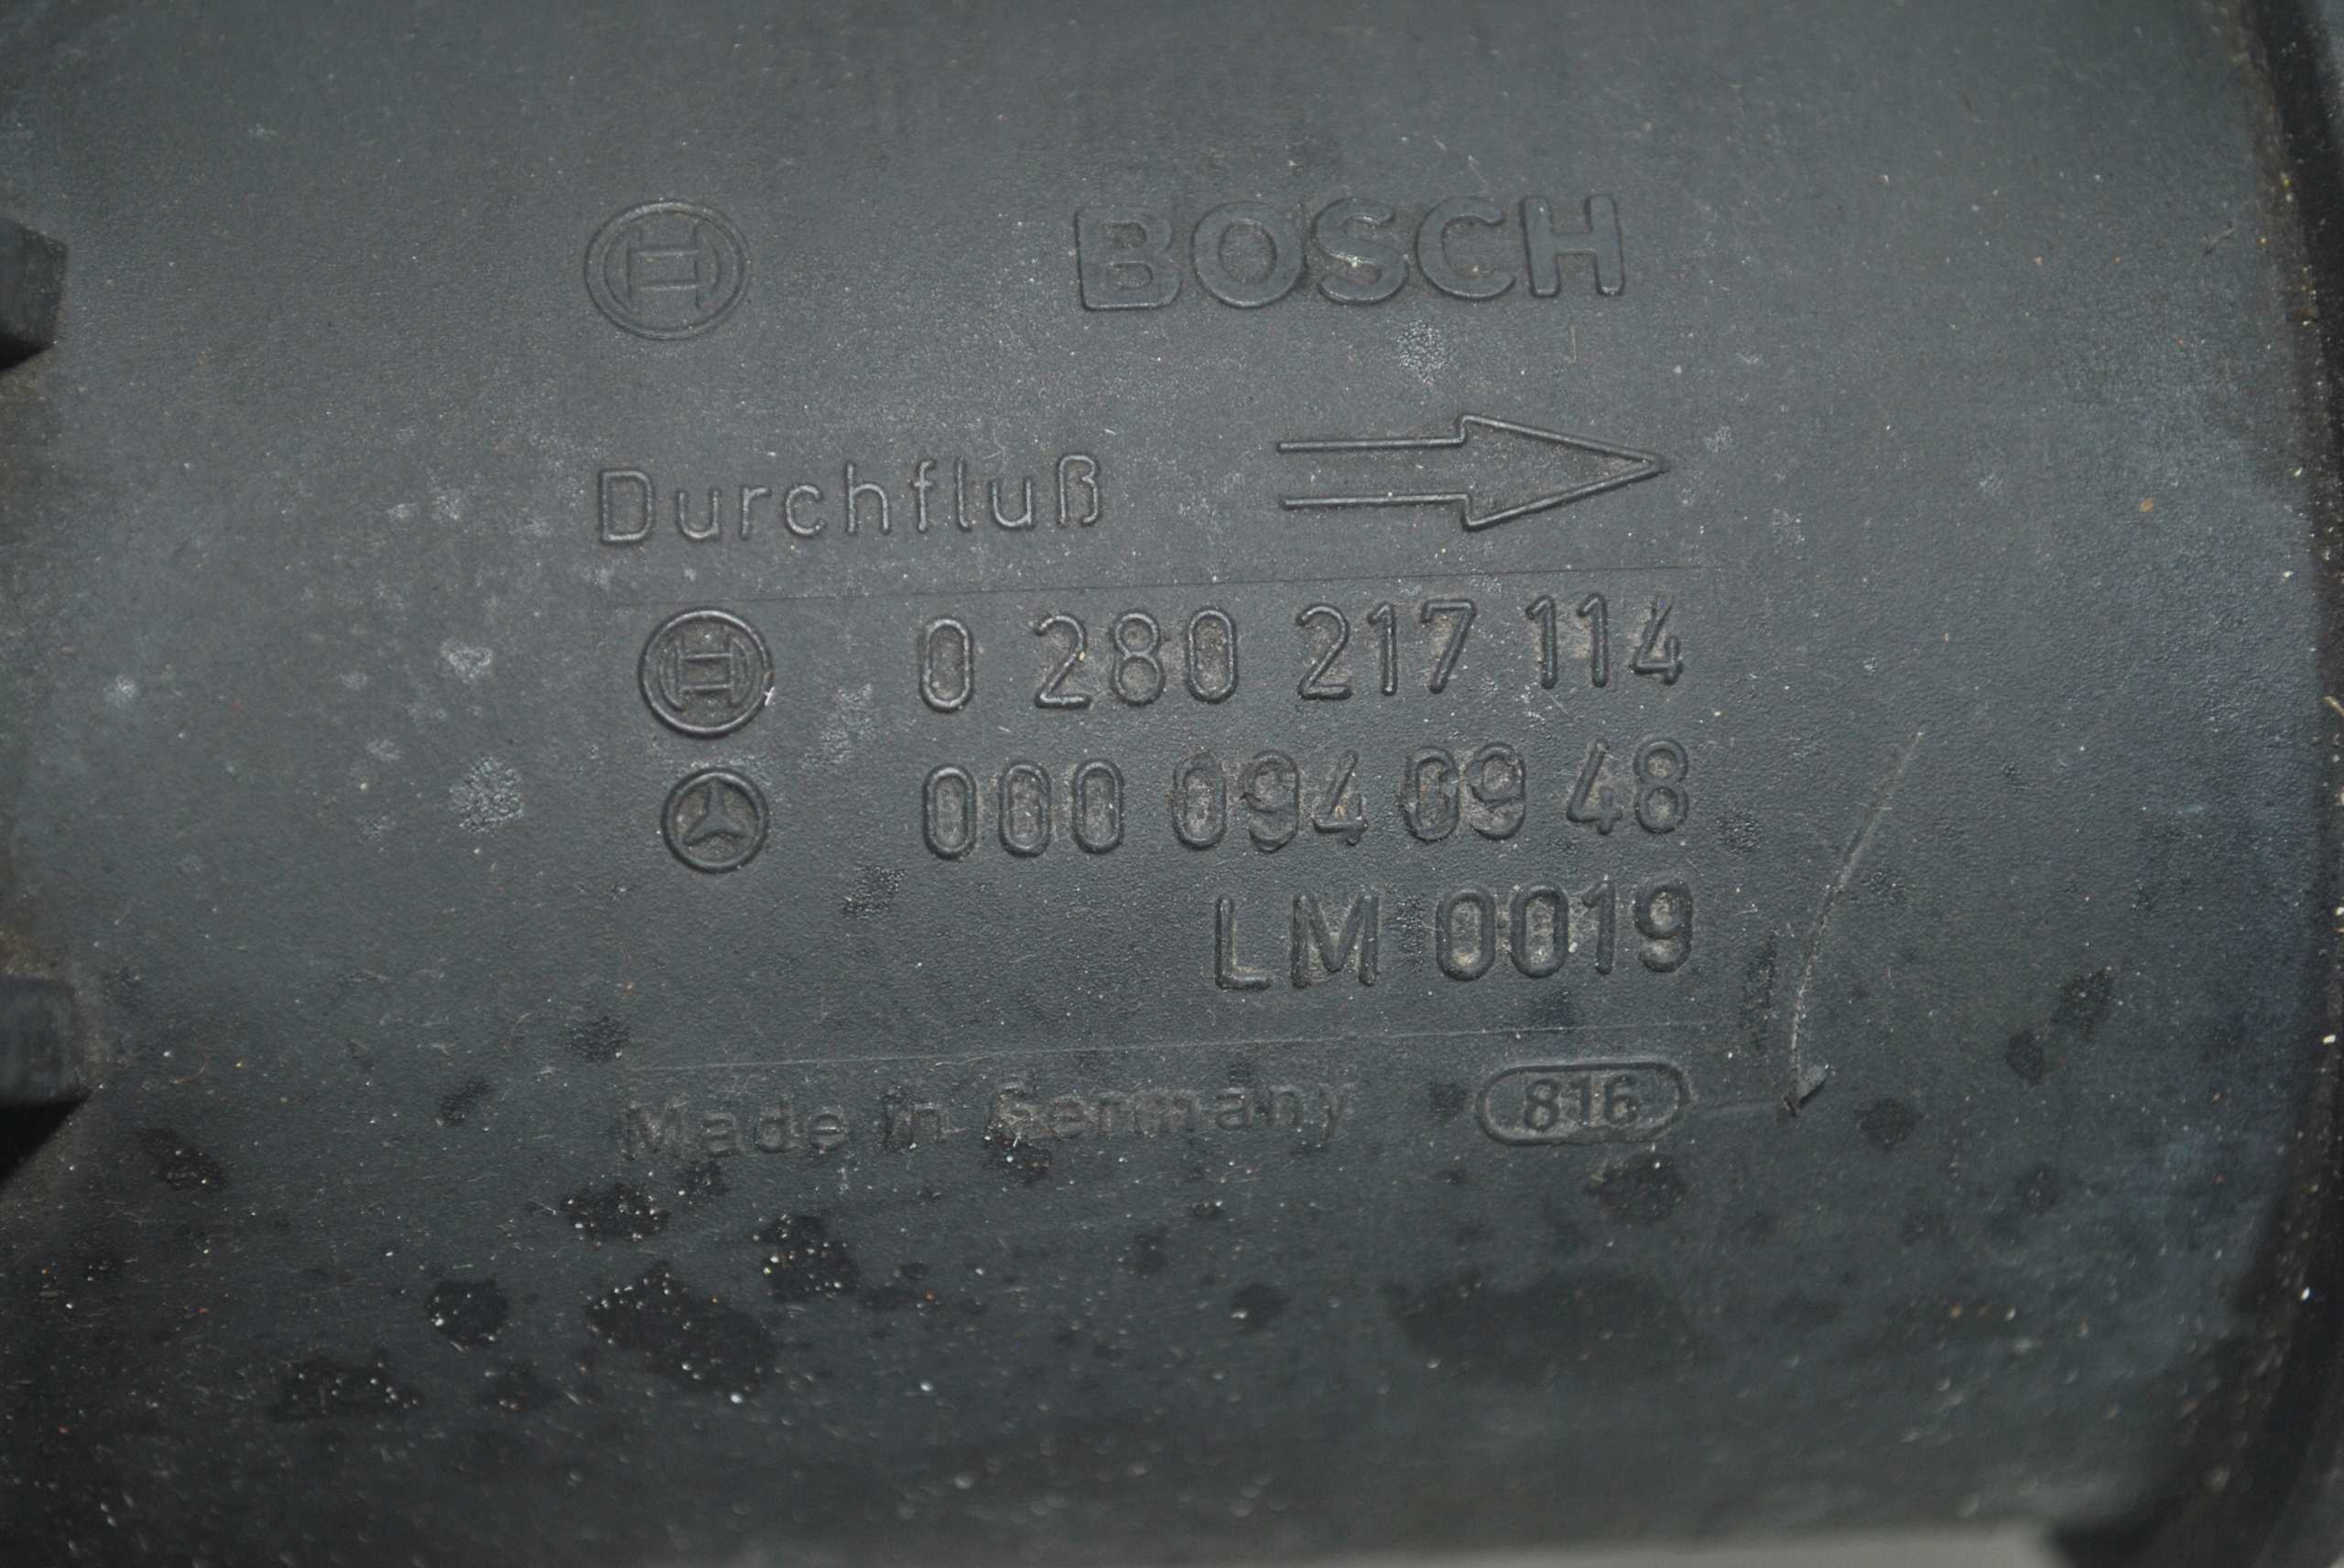 BOSCH
Durchfluß
0 280 217 114
000 094 09 48
LM 0019
Made in Germany 816